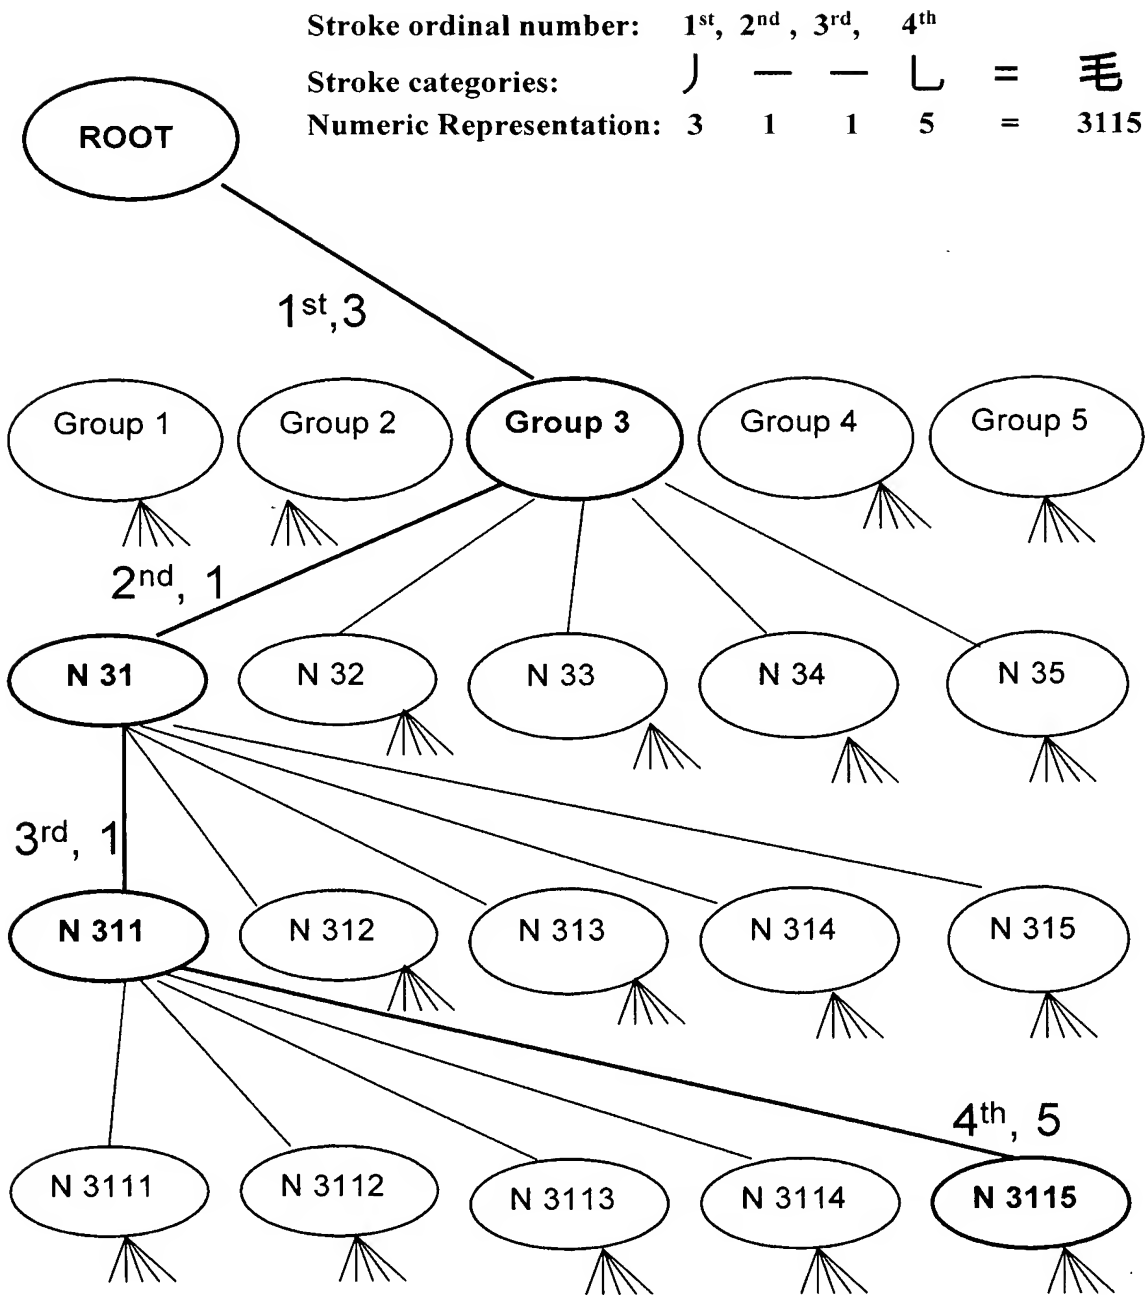 Stroke ordinal number: 1st, 2nd , 3rd, 4th
Stroke categories: 丿 一 一 乚 = 毛
Numeric Representation: 3 1 1 5 = 3115
ROOT
1st,3
Group 1 Group 2 Group 3 Group 4 Group 5
2nd, 1
N 31 N 32 N 33 N 34 N 35
3rd, 1
N 311 N 312 N 313 N 314 N 315
4th, 5
N 3111 N 3112 N 3113 N 3114 N 3115